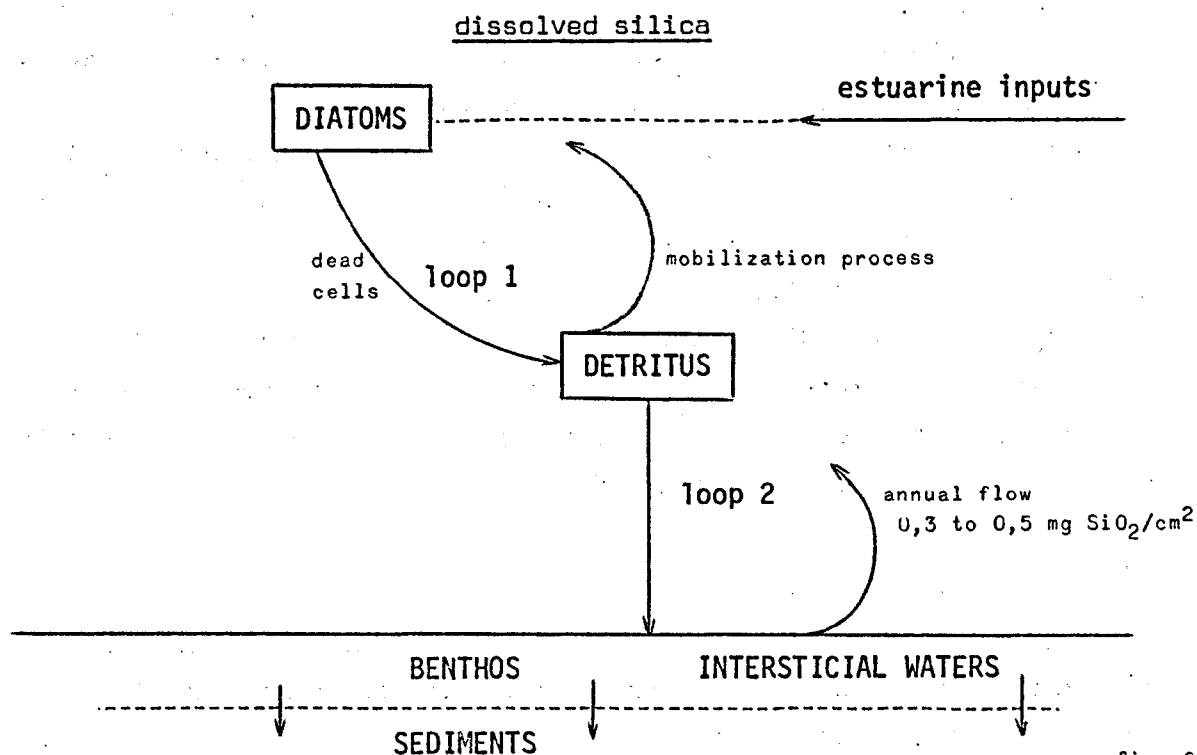 dissolved silica
estuarine inputs
DIATOMS
dead
cells
loop 1
mobilization process
DETRITUS
loop 2
annual flow
0,3 to 0,5 mg SiO2/cm2
BENTHOS
INTERSTICIAL WATERS
SEDIMENTS